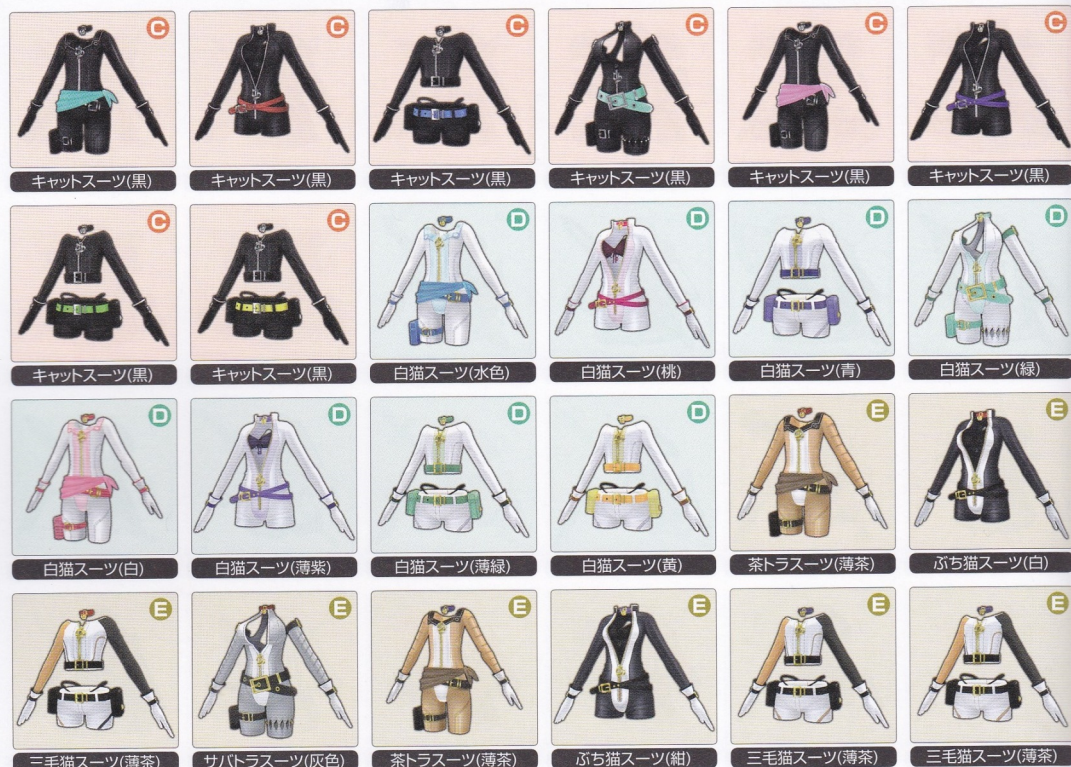 C C C C C C
キャットスーツ(黒) キャットスーツ(黒) キャットスーツ(黒) キャットスーツ(黒) キャットスーツ(黒) キャットスーツ(黒)
C C D D D D
キャットスーツ(黒) キャットスーツ(黒) 白猫スーツ(水色) 白猫スーツ(桃) 白猫スーツ(青) 白猫スーツ(緑)
D D D D E E
白猫スーツ(白) 白猫スーツ(薄紫) 白猫スーツ(薄緑) 白猫スーツ(黄) 茶トラスーツ(薄茶) ぶち猫スーツ(白)
E E E E E E
三毛猫スーツ(薄茶) サバトラスーツ(灰色) 茶トラスーツ(薄茶) ぶち猫スーツ(紺) 三毛猫スーツ(薄茶) 三毛猫スーツ(薄茶)